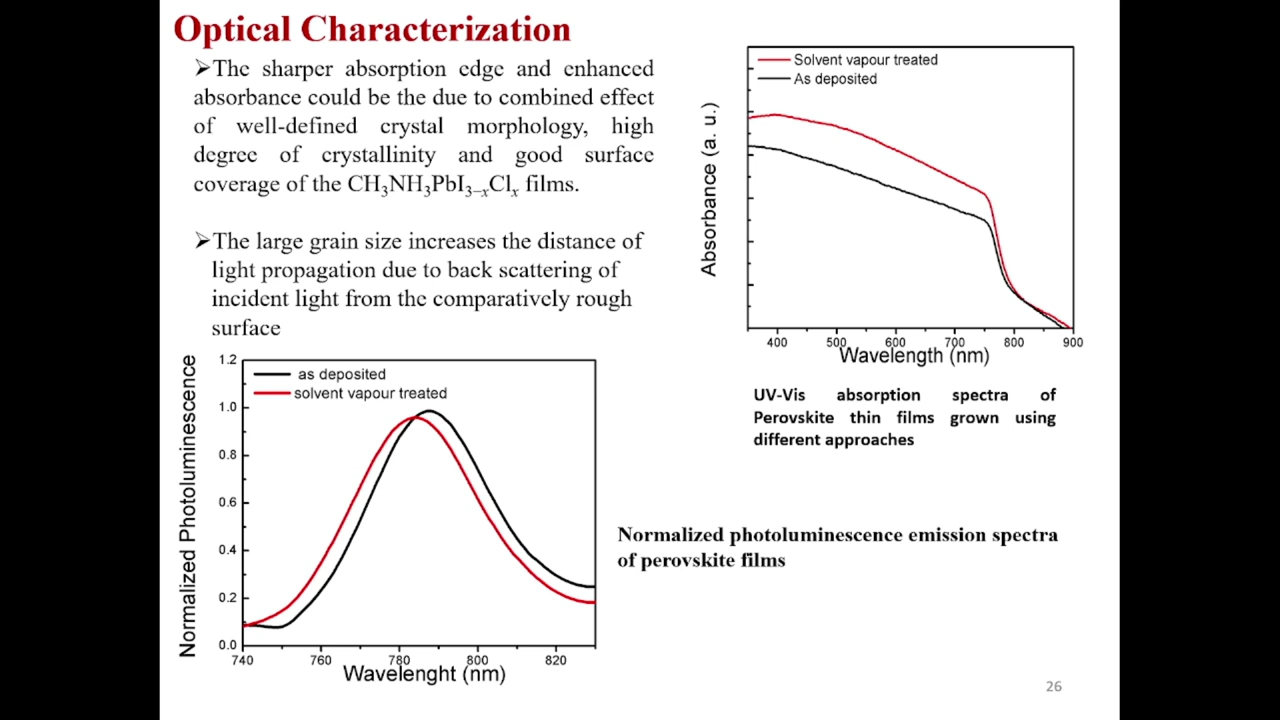 Optical Characterization
➢The sharper absorption edge and enhanced
absorbance could be the due to combined effect
of well-defined crystal morphology, high
degree of crystallinity and good surface
coverage of the CH₃NH₃PbI₃₋ₓClₓ films.
➢The large grain size increases the distance of
light propagation due to back scattering of
incident light from the comparatively rough
surface
Solvent vapour treated
As deposited
Absorbance (a. u.)
400 500 600 700 800 900
Wavelength (nm)
UV-Vis absorption spectra of
Perovskite thin films grown using
different approaches
as deposited
solvent vapour treated
Normalized Photoluminescence
1.2
1.0
0.8
0.6
0.4
0.2
0.0
740 760 780 800 820
Wavelenght (nm)
Normalized photoluminescence emission spectra
of perovskite films
26